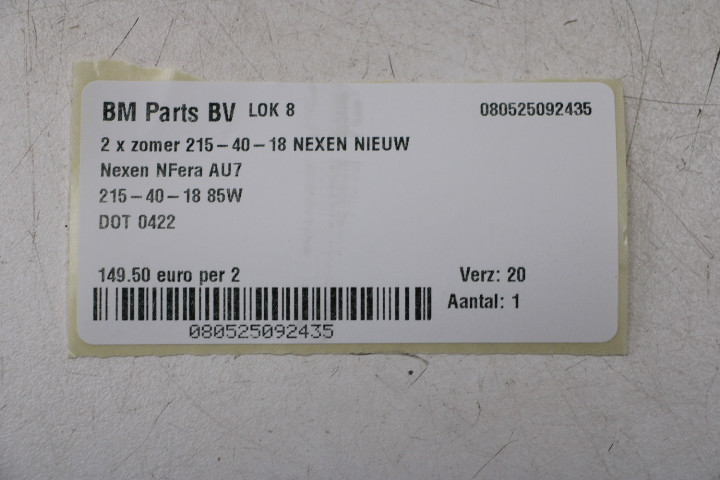 BM Parts BV LOK 8 080525092435
2 x zomer 215-40-18 NEXEN NIEUW
Nexen NFera AU7
215-40-18 85W
DOT 0422
149.50 euro per 2 Verz: 20
Aantal: 1
080525092435